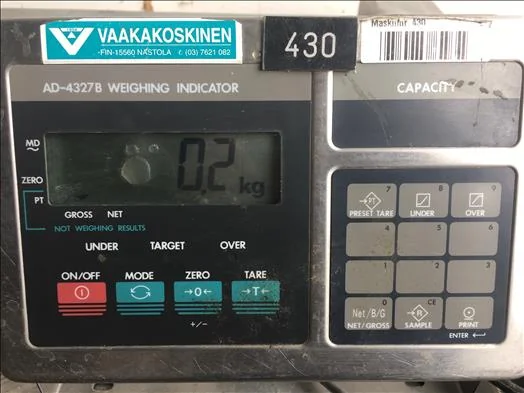 VAAKAKOSKINEN
FIN-15560 NASTOLA (03) 7621 082
430
AD-4327B WEIGHING INDICATOR
CAPACITY
MD
ZERO
PT
0.2 kg
GROSS NET
NOT WEIGHING RESULTS
UNDER TARGET OVER
ON/OFF MODE ZERO TARE
→0← →T←
+/−
7 8 9
PT
PRESET TARE UNDER OVER
4 5 6
1 2 3
0 CE
Net/B/G R
NET/GROSS SAMPLE PRINT
ENTER